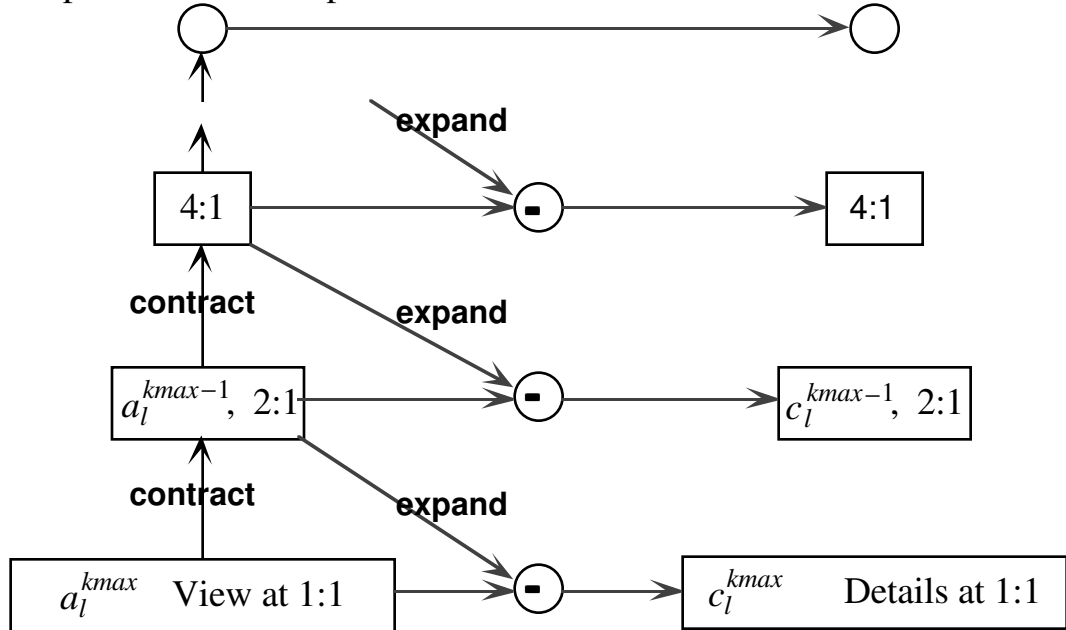 expand
-
4:1
4:1
contract
expand
a_l^{kmax-1}, 2:1
-
c_l^{kmax-1}, 2:1
contract
expand
a_l^{kmax} View at 1:1
-
c_l^{kmax} Details at 1:1